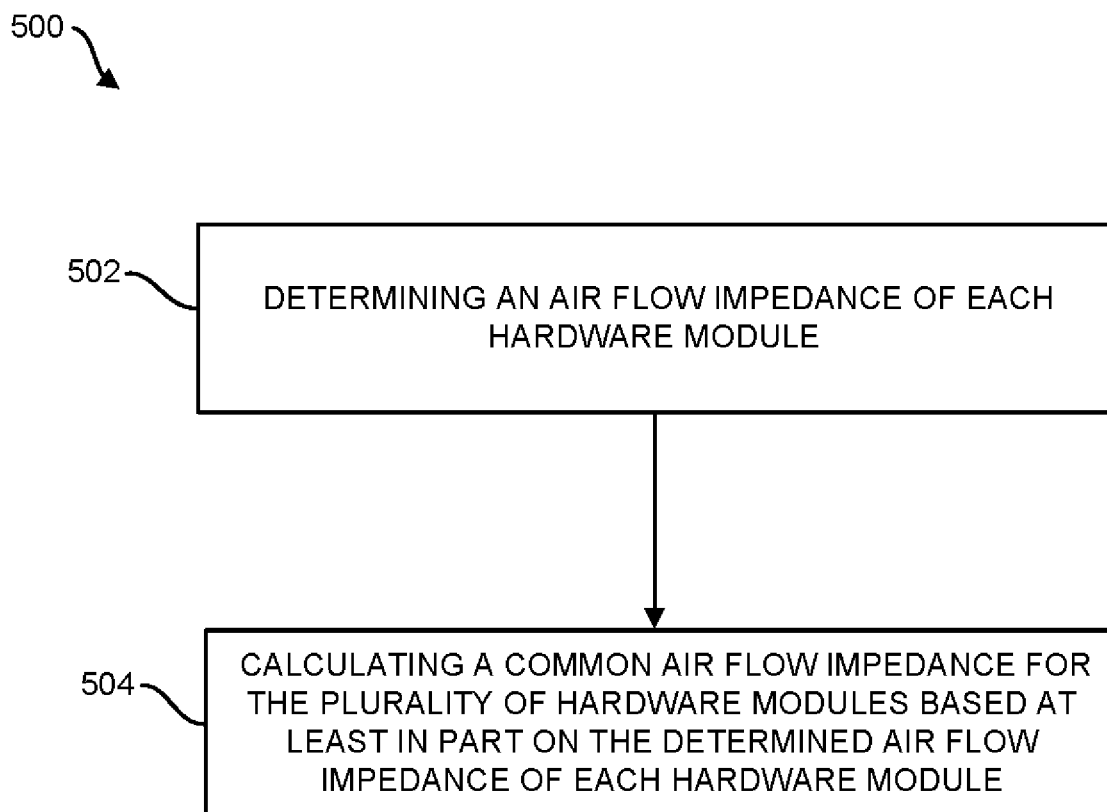 500
502
DETERMINING AN AIR FLOW IMPEDANCE OF EACH
HARDWARE MODULE
504
CALCULATING A COMMON AIR FLOW IMPEDANCE FOR
THE PLURALITY OF HARDWARE MODULES BASED AT
LEAST IN PART ON THE DETERMINED AIR FLOW
IMPEDANCE OF EACH HARDWARE MODULE